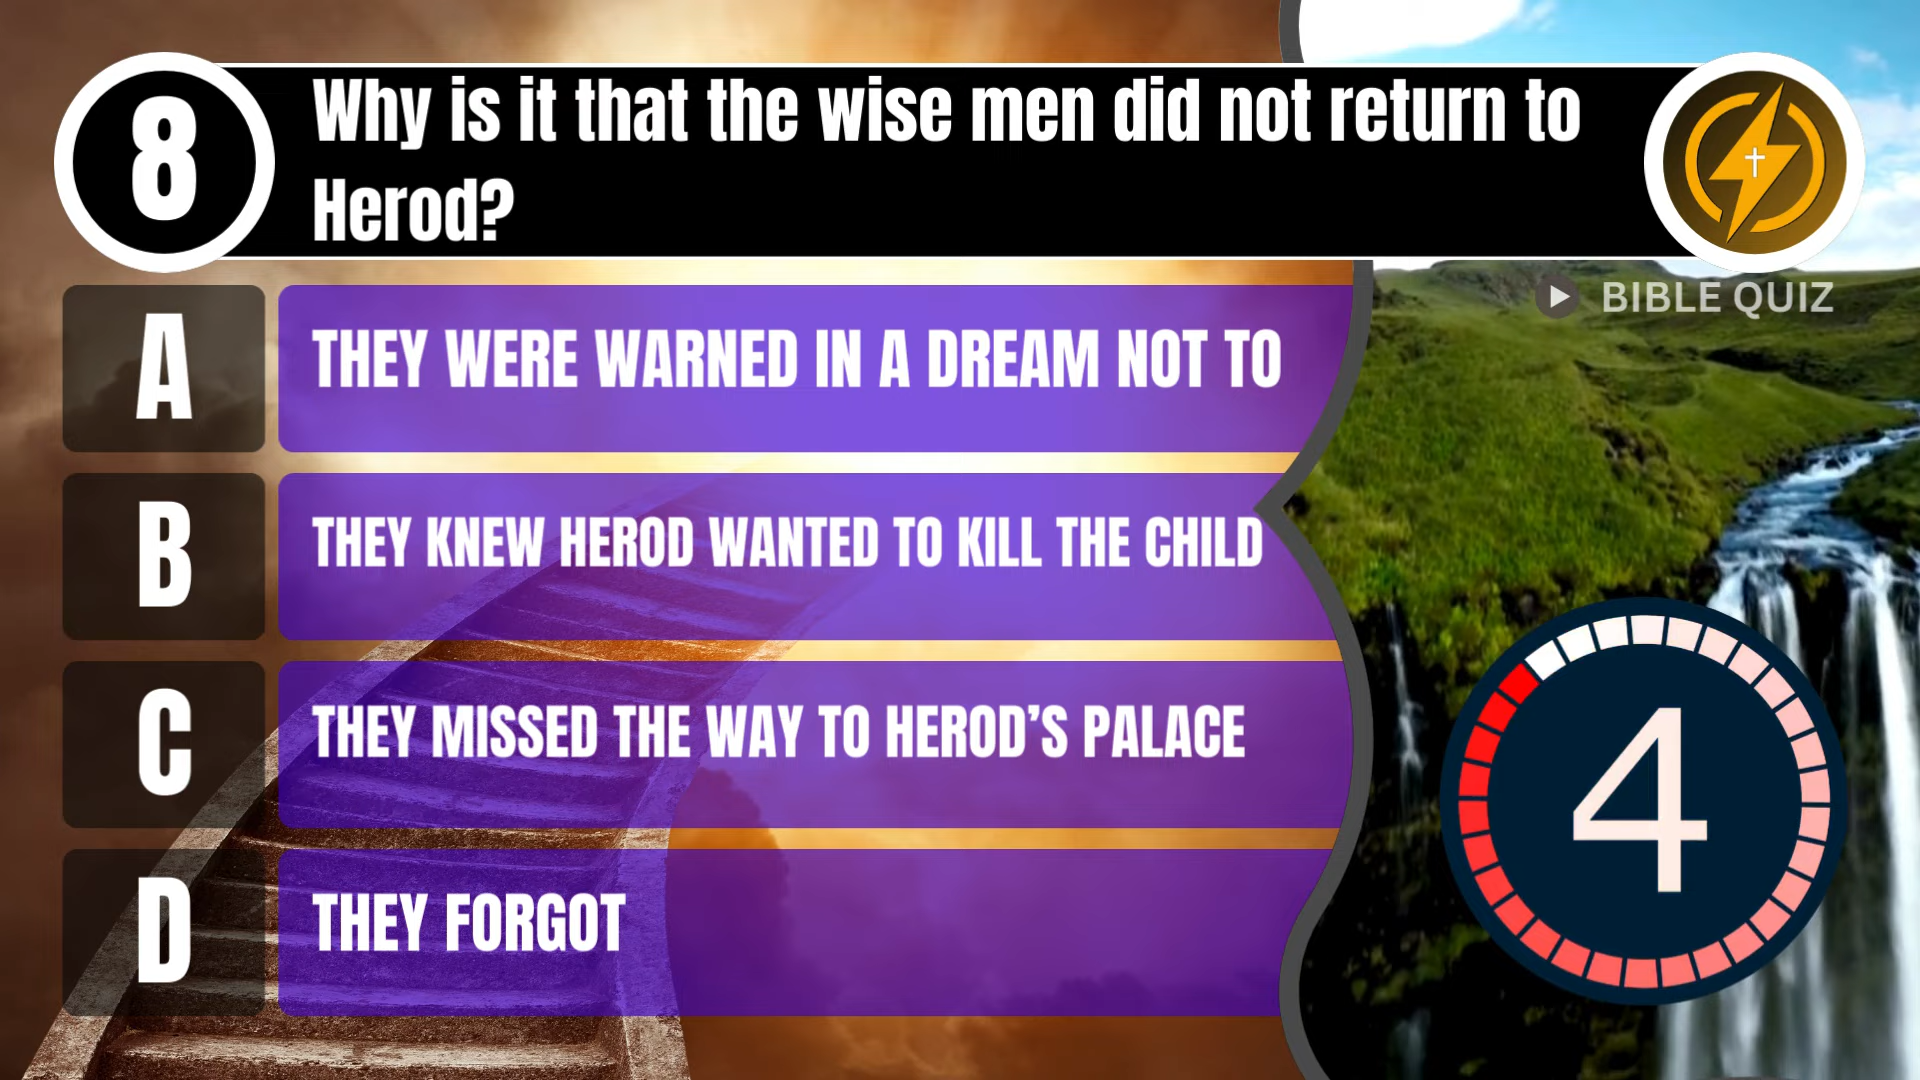 8
Why is it that the wise men did not return to
Herod?
BIBLE QUIZ
A
THEY WERE WARNED IN A DREAM NOT TO
B
THEY KNEW HEROD WANTED TO KILL THE CHILD
C
THEY MISSED THE WAY TO HEROD’S PALACE
D
THEY FORGOT
4